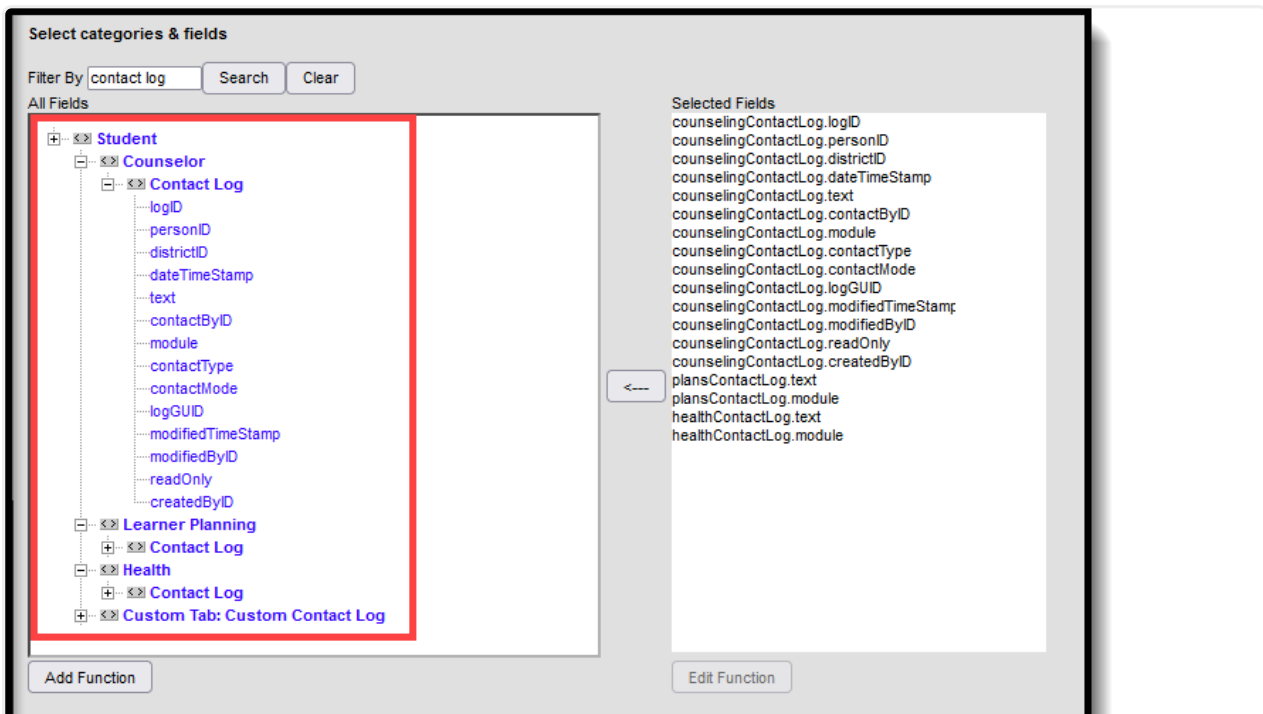 Select categories & fields
Filter By contact log Search Clear
All Fields
Student
Counselor
Contact Log
logID
personID
districtID
dateTimeStamp
text
contactByID
module
contactType
contactMode
logGUID
modifiedTimeStamp
modifiedByID
readOnly
createdByID
Learner Planning
Contact Log
Health
Contact Log
Custom Tab: Custom Contact Log
Add Function
<---
Selected Fields
counselingContactLog.logID
counselingContactLog.personID
counselingContactLog.districtID
counselingContactLog.dateTimeStamp
counselingContactLog.text
counselingContactLog.contactByID
counselingContactLog.module
counselingContactLog.contactType
counselingContactLog.contactMode
counselingContactLog.logGUID
counselingContactLog.modifiedTimeStamp
counselingContactLog.modifiedByID
counselingContactLog.readOnly
counselingContactLog.createdByID
plansContactLog.text
plansContactLog.module
healthContactLog.text
healthContactLog.module
Edit Function